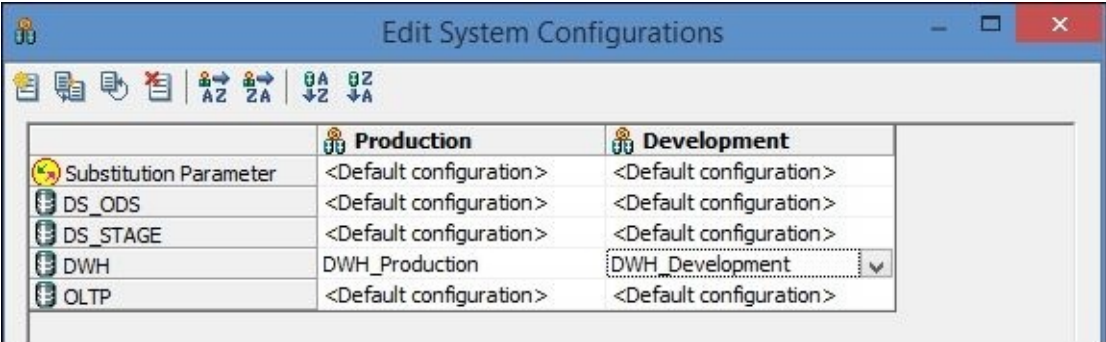 Edit System Configurations
Production Development
Substitution Parameter <Default configuration> <Default configuration>
DS_ODS <Default configuration> <Default configuration>
DS_STAGE <Default configuration> <Default configuration>
DWH DWH_Production DWH_Development
OLTP <Default configuration> <Default configuration>